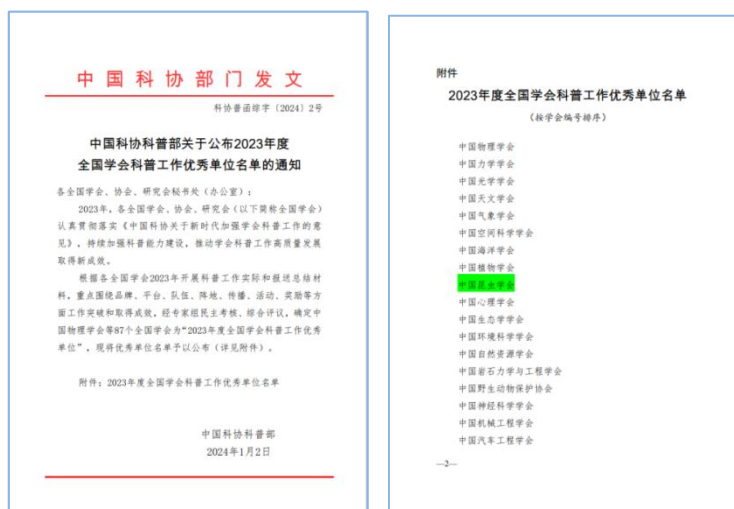 中国科协部门发文
科协普函综字〔2024〕2号
中国科协科普部关于公布2023年度
全国学会科普工作优秀单位名单的通知
各全国学会、协会、研究会秘书处（办公室）：
2023年，各全国学会、协会、研究会（以下简称全国学会）
认真贯彻落实《中国科协关于新时代加强学会科普工作的意
见》，持续加强科普能力建设，推动学会科普工作高质量发展
取得新成效。
根据各全国学会2023年开展科普工作实际和报送总结材
料，重点围绕品牌、平台、队伍、阵地、传播、活动、奖励等方
面工作突破和取得成效，经专家组民主考核、综合评议，确定中
国物理学会等87个全国学会为“2023年度全国学会科普工作优秀
单位”，现将优秀单位名单予以公布（详见附件）。
附件：2023年度全国学会科普工作优秀单位名单
中国科协科普部
2024年1月2日
附件
2023年度全国学会科普工作优秀单位名单
（按学会编号排序）
中国物理学会
中国力学学会
中国光学学会
中国天文学会
中国气象学会
中国空间科学学会
中国海洋学会
中国植物学会
中国昆虫学会
中国心理学会
中国生态学学会
中国环境科学学会
中国自然资源学会
中国岩石力学与工程学会
中国野生动物保护协会
中国神经科学学会
中国机械工程学会
中国汽车工程学会
—2—